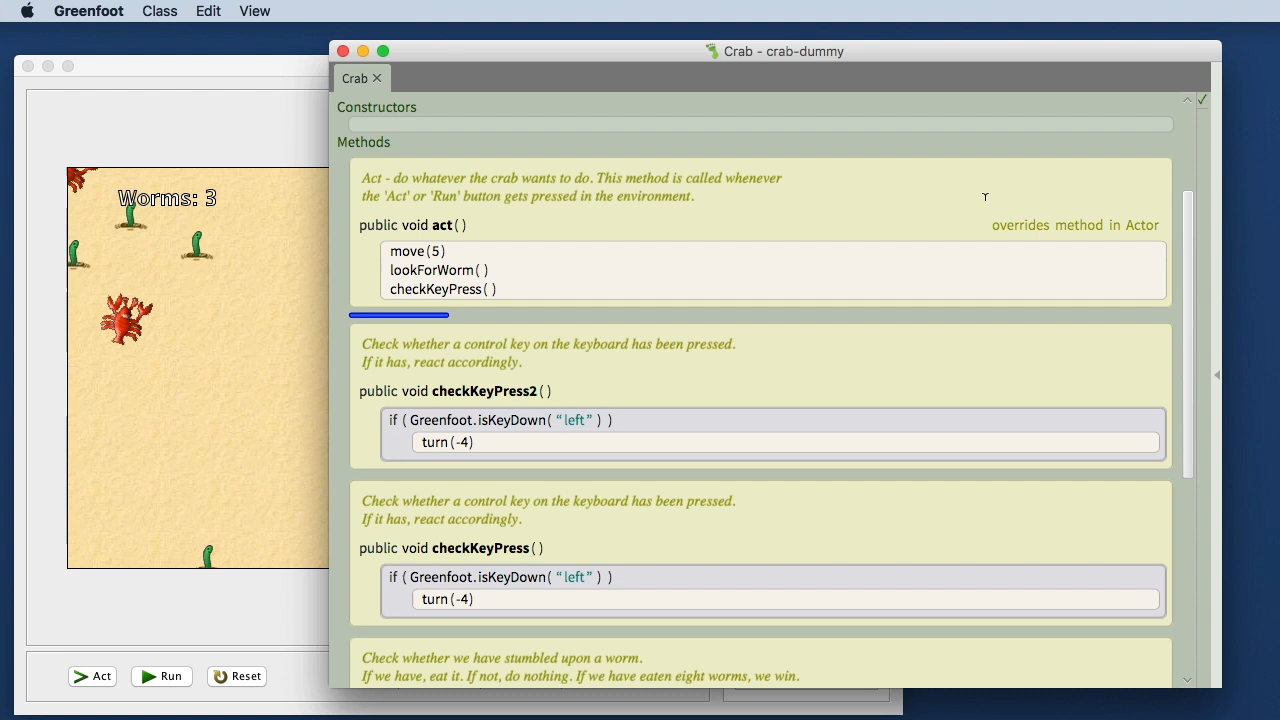 Greenfoot Class Edit View
Crab - crab-dummy
Crab
Constructors
Methods
Act - do whatever the crab wants to do. This method is called whenever
the 'Act' or 'Run' button gets pressed in the environment.
public void act()
overrides method in Actor
move(5)
lookForWorm()
checkKeyPress()
Check whether a control key on the keyboard has been pressed.
If it has, react accordingly.
public void checkKeyPress2()
if ( Greenfoot.isKeyDown( “left” ) )
turn(-4)
Check whether a control key on the keyboard has been pressed.
If it has, react accordingly.
public void checkKeyPress()
if ( Greenfoot.isKeyDown( “left” ) )
turn(-4)
Check whether we have stumbled upon a worm.
If we have, eat it. If not, do nothing. If we have eaten eight worms, we win.
Worms: 3
Act Run Reset